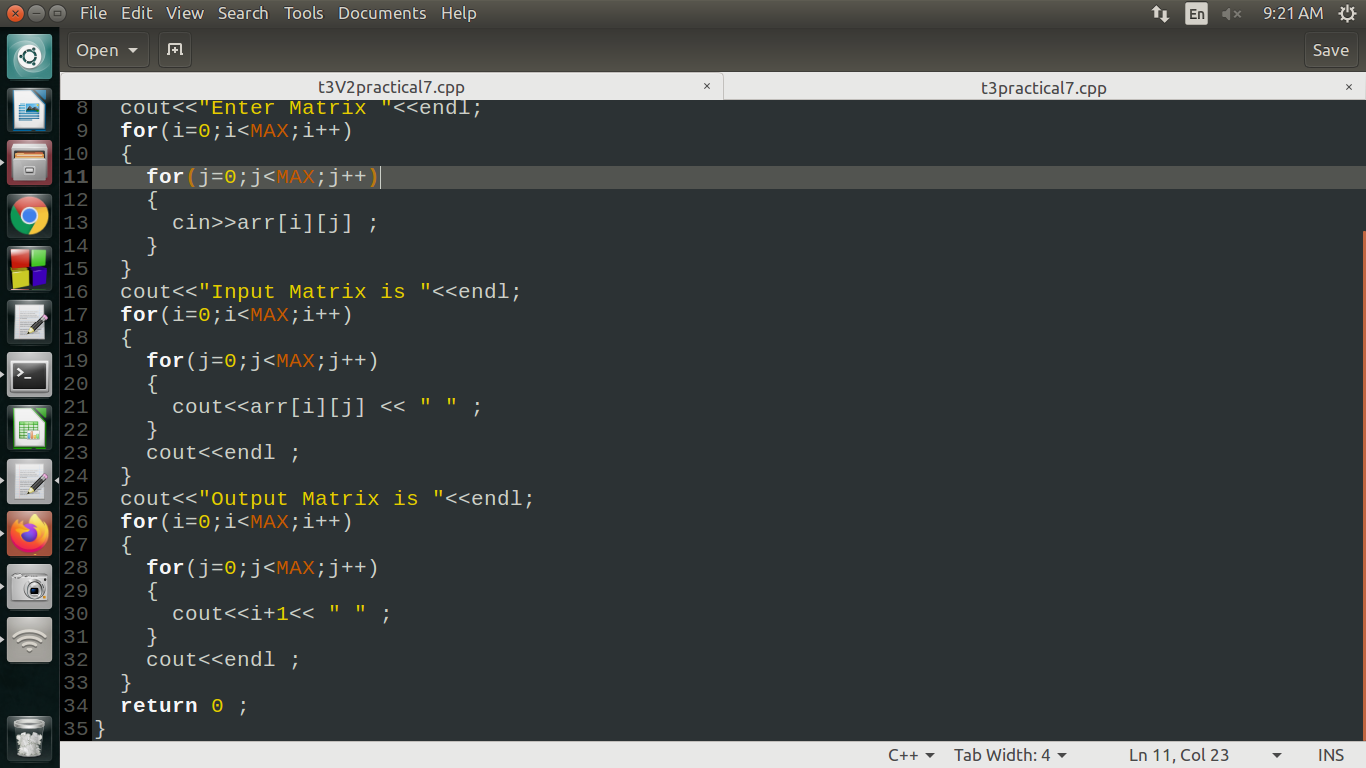 File Edit View Search Tools Documents Help
En 9:21 AM
Open Save
t3V2practical7.cpp × t3practical7.cpp ×
8 cout<<"Enter Matrix "<<endl;
9 for(i=0;i<MAX;i++)
10 {
11 for(j=0;j<MAX;j++)
12 {
13 cin>>arr[i][j] ;
14 }
15 }
16 cout<<"Input Matrix is "<<endl;
17 for(i=0;i<MAX;i++)
18 {
19 for(j=0;j<MAX;j++)
20 {
21 cout<<arr[i][j] << " " ;
22 }
23 cout<<endl ;
24 }
25 cout<<"Output Matrix is "<<endl;
26 for(i=0;i<MAX;i++)
27 {
28 for(j=0;j<MAX;j++)
29 {
30 cout<<i+1<< " " ;
31 }
32 cout<<endl ;
33 }
34 return 0 ;
35 }
C++ Tab Width: 4 Ln 11, Col 23 INS